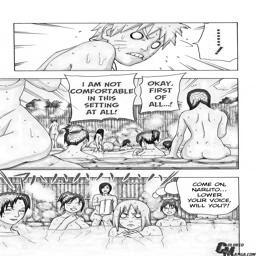 OKAY.
FIRST
OF
ALL...!
I AM NOT
COMFORTABLE
IN THIS
SETTING
AT ALL!
COME ON,
NARUTO...
LOWER
YOUR VOICE,
WILL YOU?!